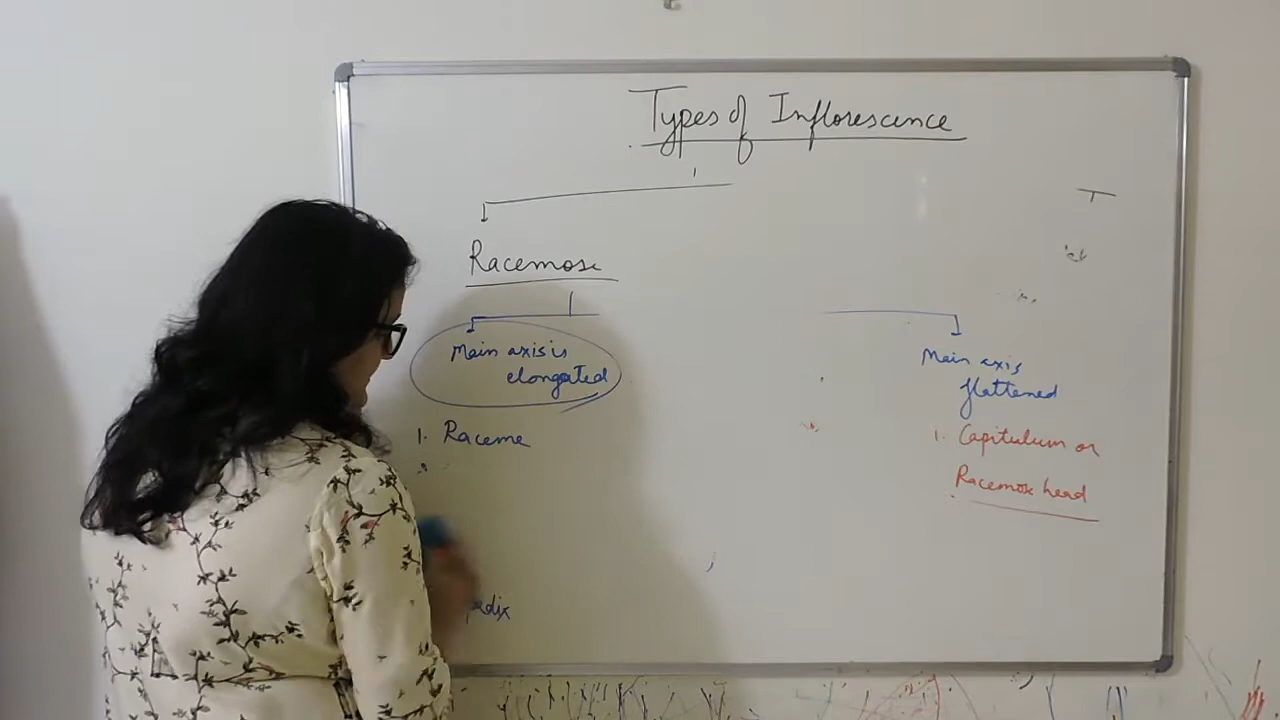 Types of Inflorescence
Racemose
Main axis is
elongated
1. Raceme
Main axis
flattened
1. Capitulum or
Racemose head